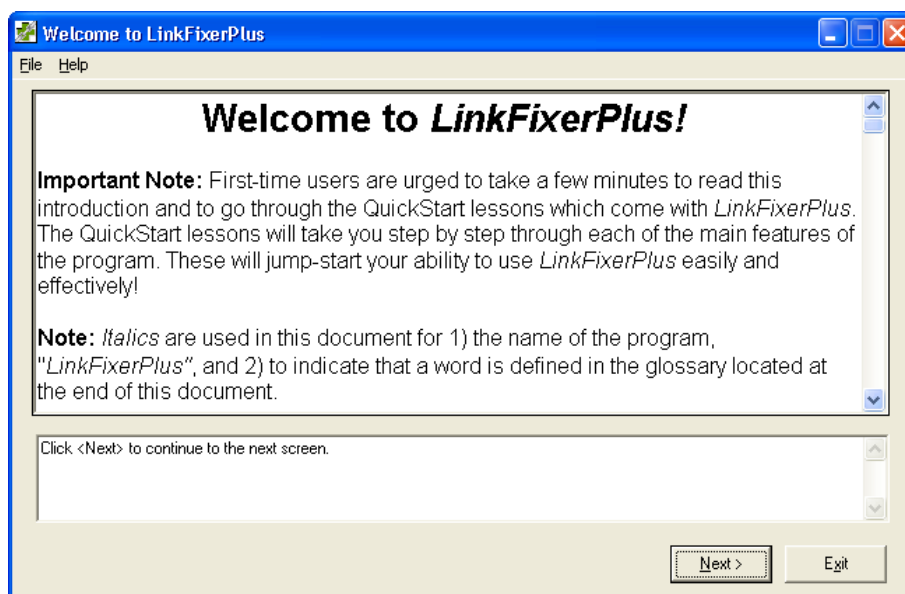 Welcome to LinkFixerPlus
File Help
Welcome to LinkFixerPlus!
Important Note: First-time users are urged to take a few minutes to read this
introduction and to go through the QuickStart lessons which come with LinkFixerPlus.
The QuickStart lessons will take you step by step through each of the main features of
the program. These will jump-start your ability to use LinkFixerPlus easily and
effectively!
Note: Italics are used in this document for 1) the name of the program,
"LinkFixerPlus", and 2) to indicate that a word is defined in the glossary located at
the end of this document.
Click <Next> to continue to the next screen.
Next > Exit